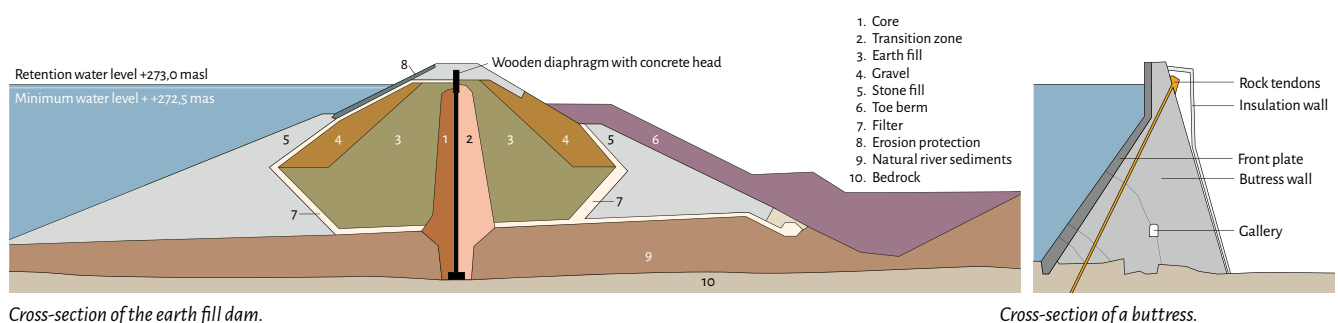 Retention water level +273,0 masl
Minimum water level + +272,5 mas
8
Wooden diaphragm with concrete head
5
4
3
1
2
3
4
5
6
7
7
9
10
1. Core
2. Transition zone
3. Earth fill
4. Gravel
5. Stone fill
6. Toe berm
7. Filter
8. Erosion protection
9. Natural river sediments
10. Bedrock
Rock tendons
Insulation wall
Front plate
Butress wall
Gallery
Cross-section of the earth fill dam.
Cross-section of a buttress.